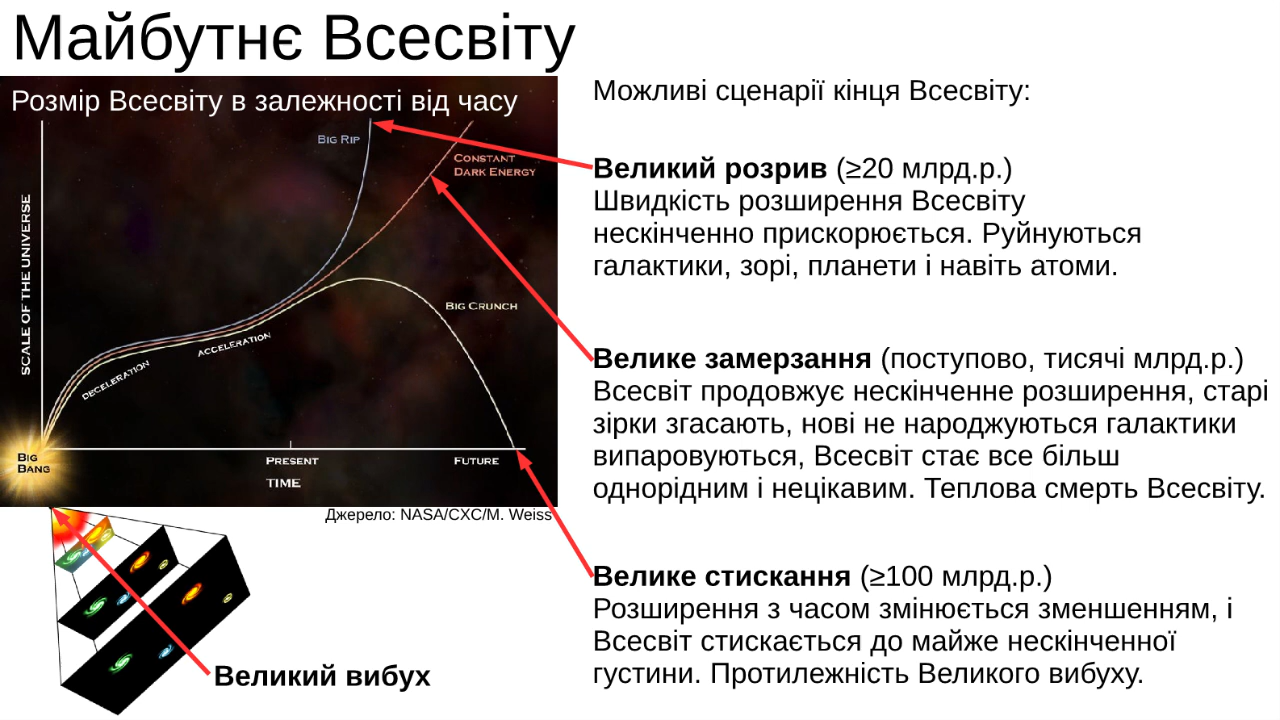 Майбутнє Всесвіту
Розмір Всесвіту в залежності від часу
BIG RIP
CONSTANT
DARK ENERGY
SCALE OF THE UNIVERSE
BIG CRUNCH
DECELERATION
ACCELERATION
BIG
BANG
PRESENT
FUTURE
TIME
Джерело: NASA/CXC/M. Weiss
Великий вибух
Можливі сценарії кінця Всесвіту:
Великий розрив (≥20 млрд.р.)
Швидкість розширення Всесвіту
нескінченно прискорюється. Руйнуються
галактики, зорі, планети і навіть атоми.
Велике замерзання (поступово, тисячі млрд.р.)
Всесвіт продовжує нескінченне розширення, старі
зірки згасають, нові не народжуються галактики
випаровуються, Всесвіт стає все більш
однорідним і нецікавим. Теплова смерть Всесвіту.
Велике стискання (≥100 млрд.р.)
Розширення з часом змінюється зменшенням, і
Всесвіт стискається до майже нескінченної
густини. Протилежність Великого вибуху.